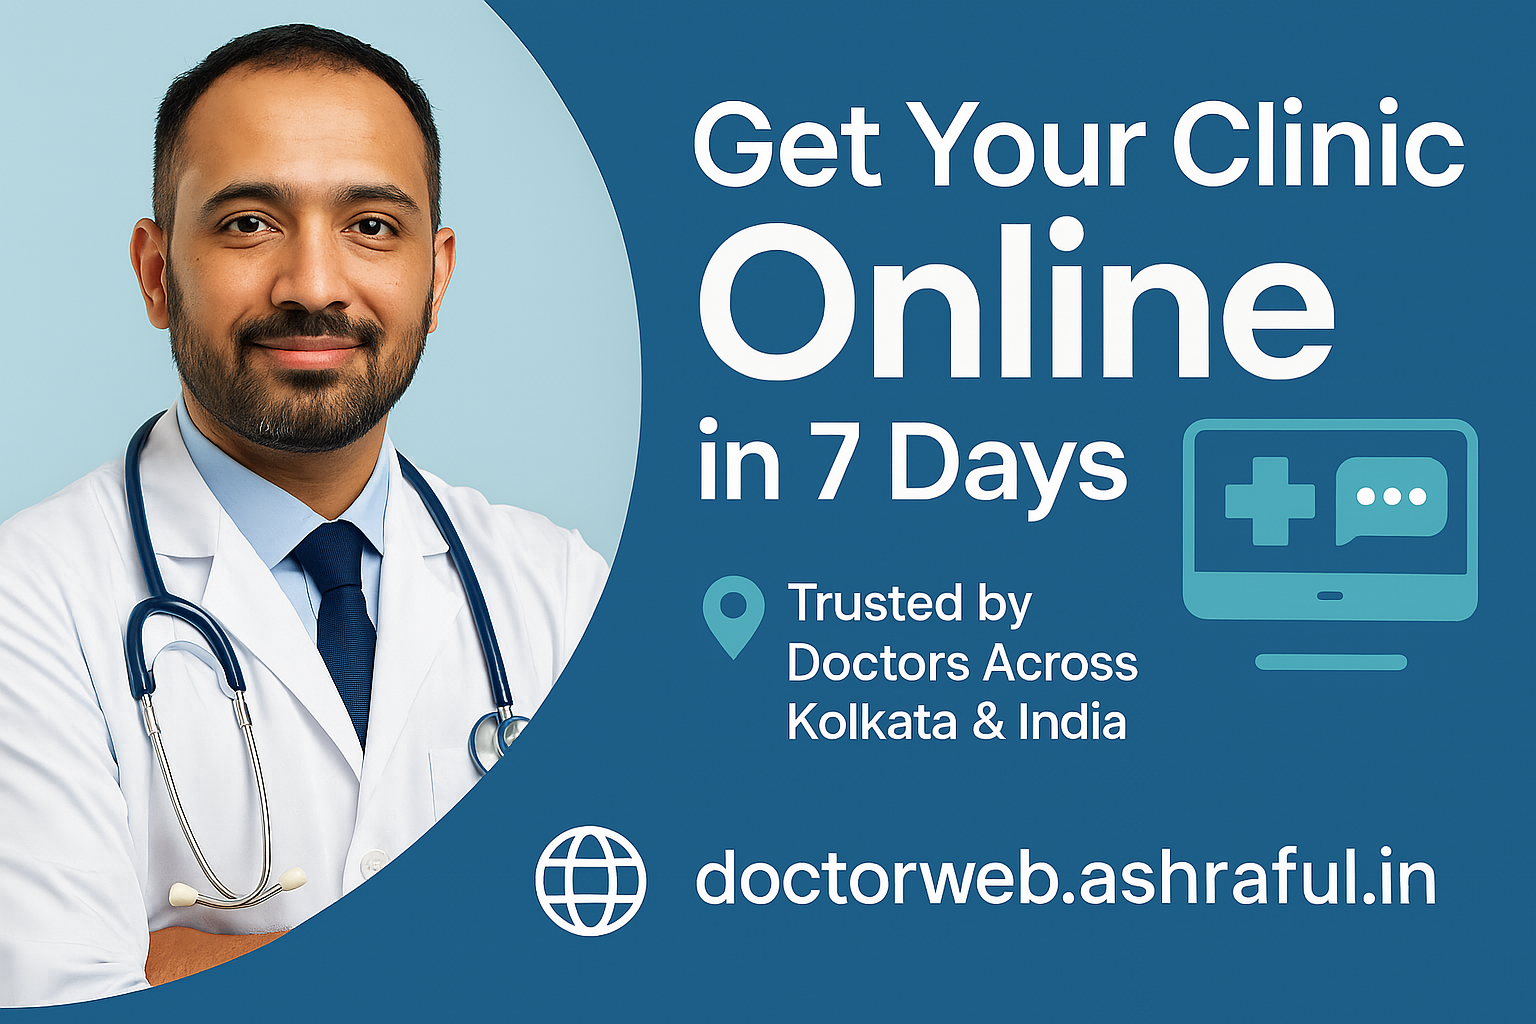 Get Your Clinic
Online
in 7 Days
Trusted by
Doctors Across
Kolkata & India
doctorweb.ashraful.in